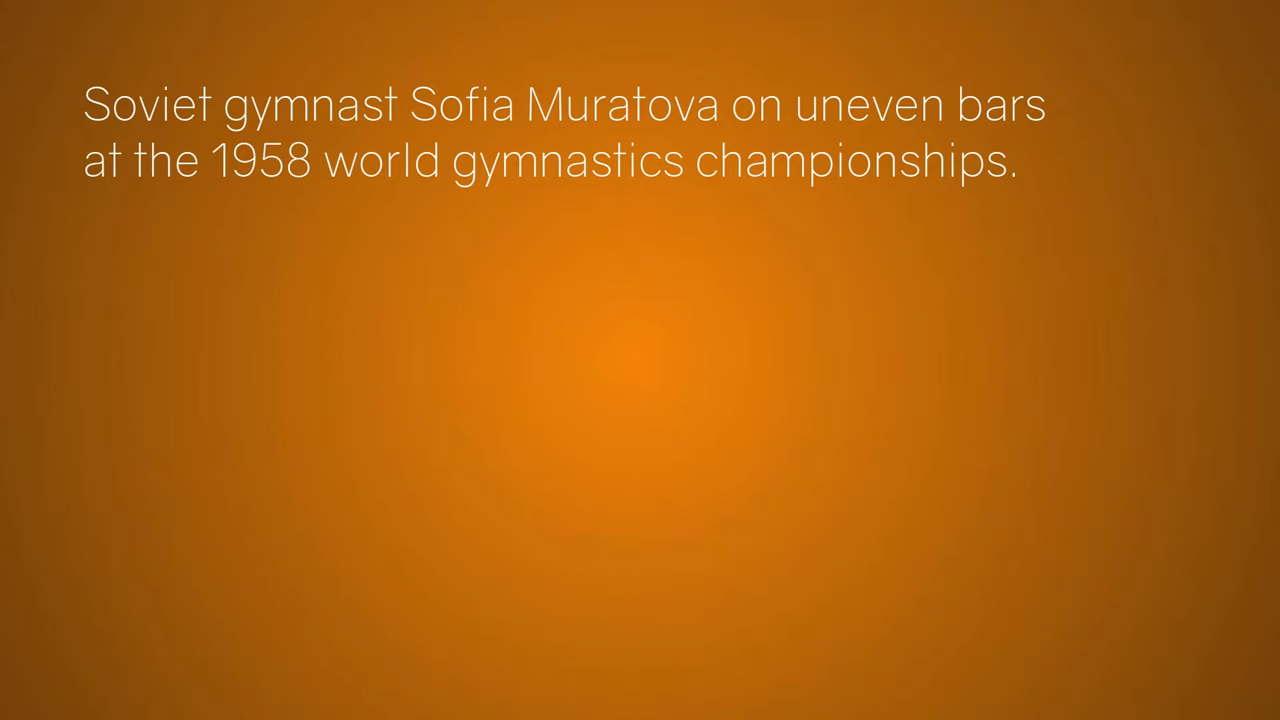 Soviet gymnast Sofia Muratova on uneven bars
at the 1958 world gymnastics championships.